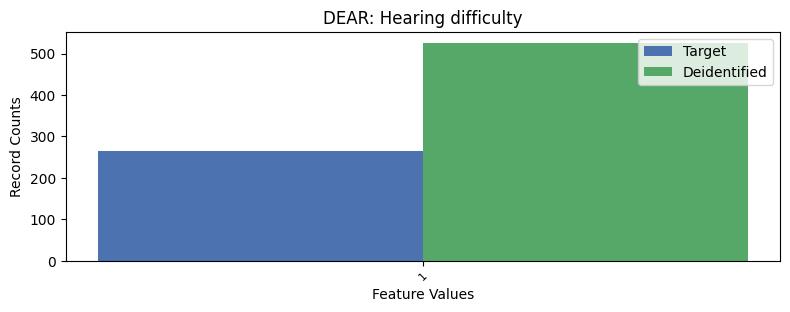 DEAR: Hearing difficulty
Target
Deidentified
500
400
300
200
100
0
Record Counts
1
Feature Values